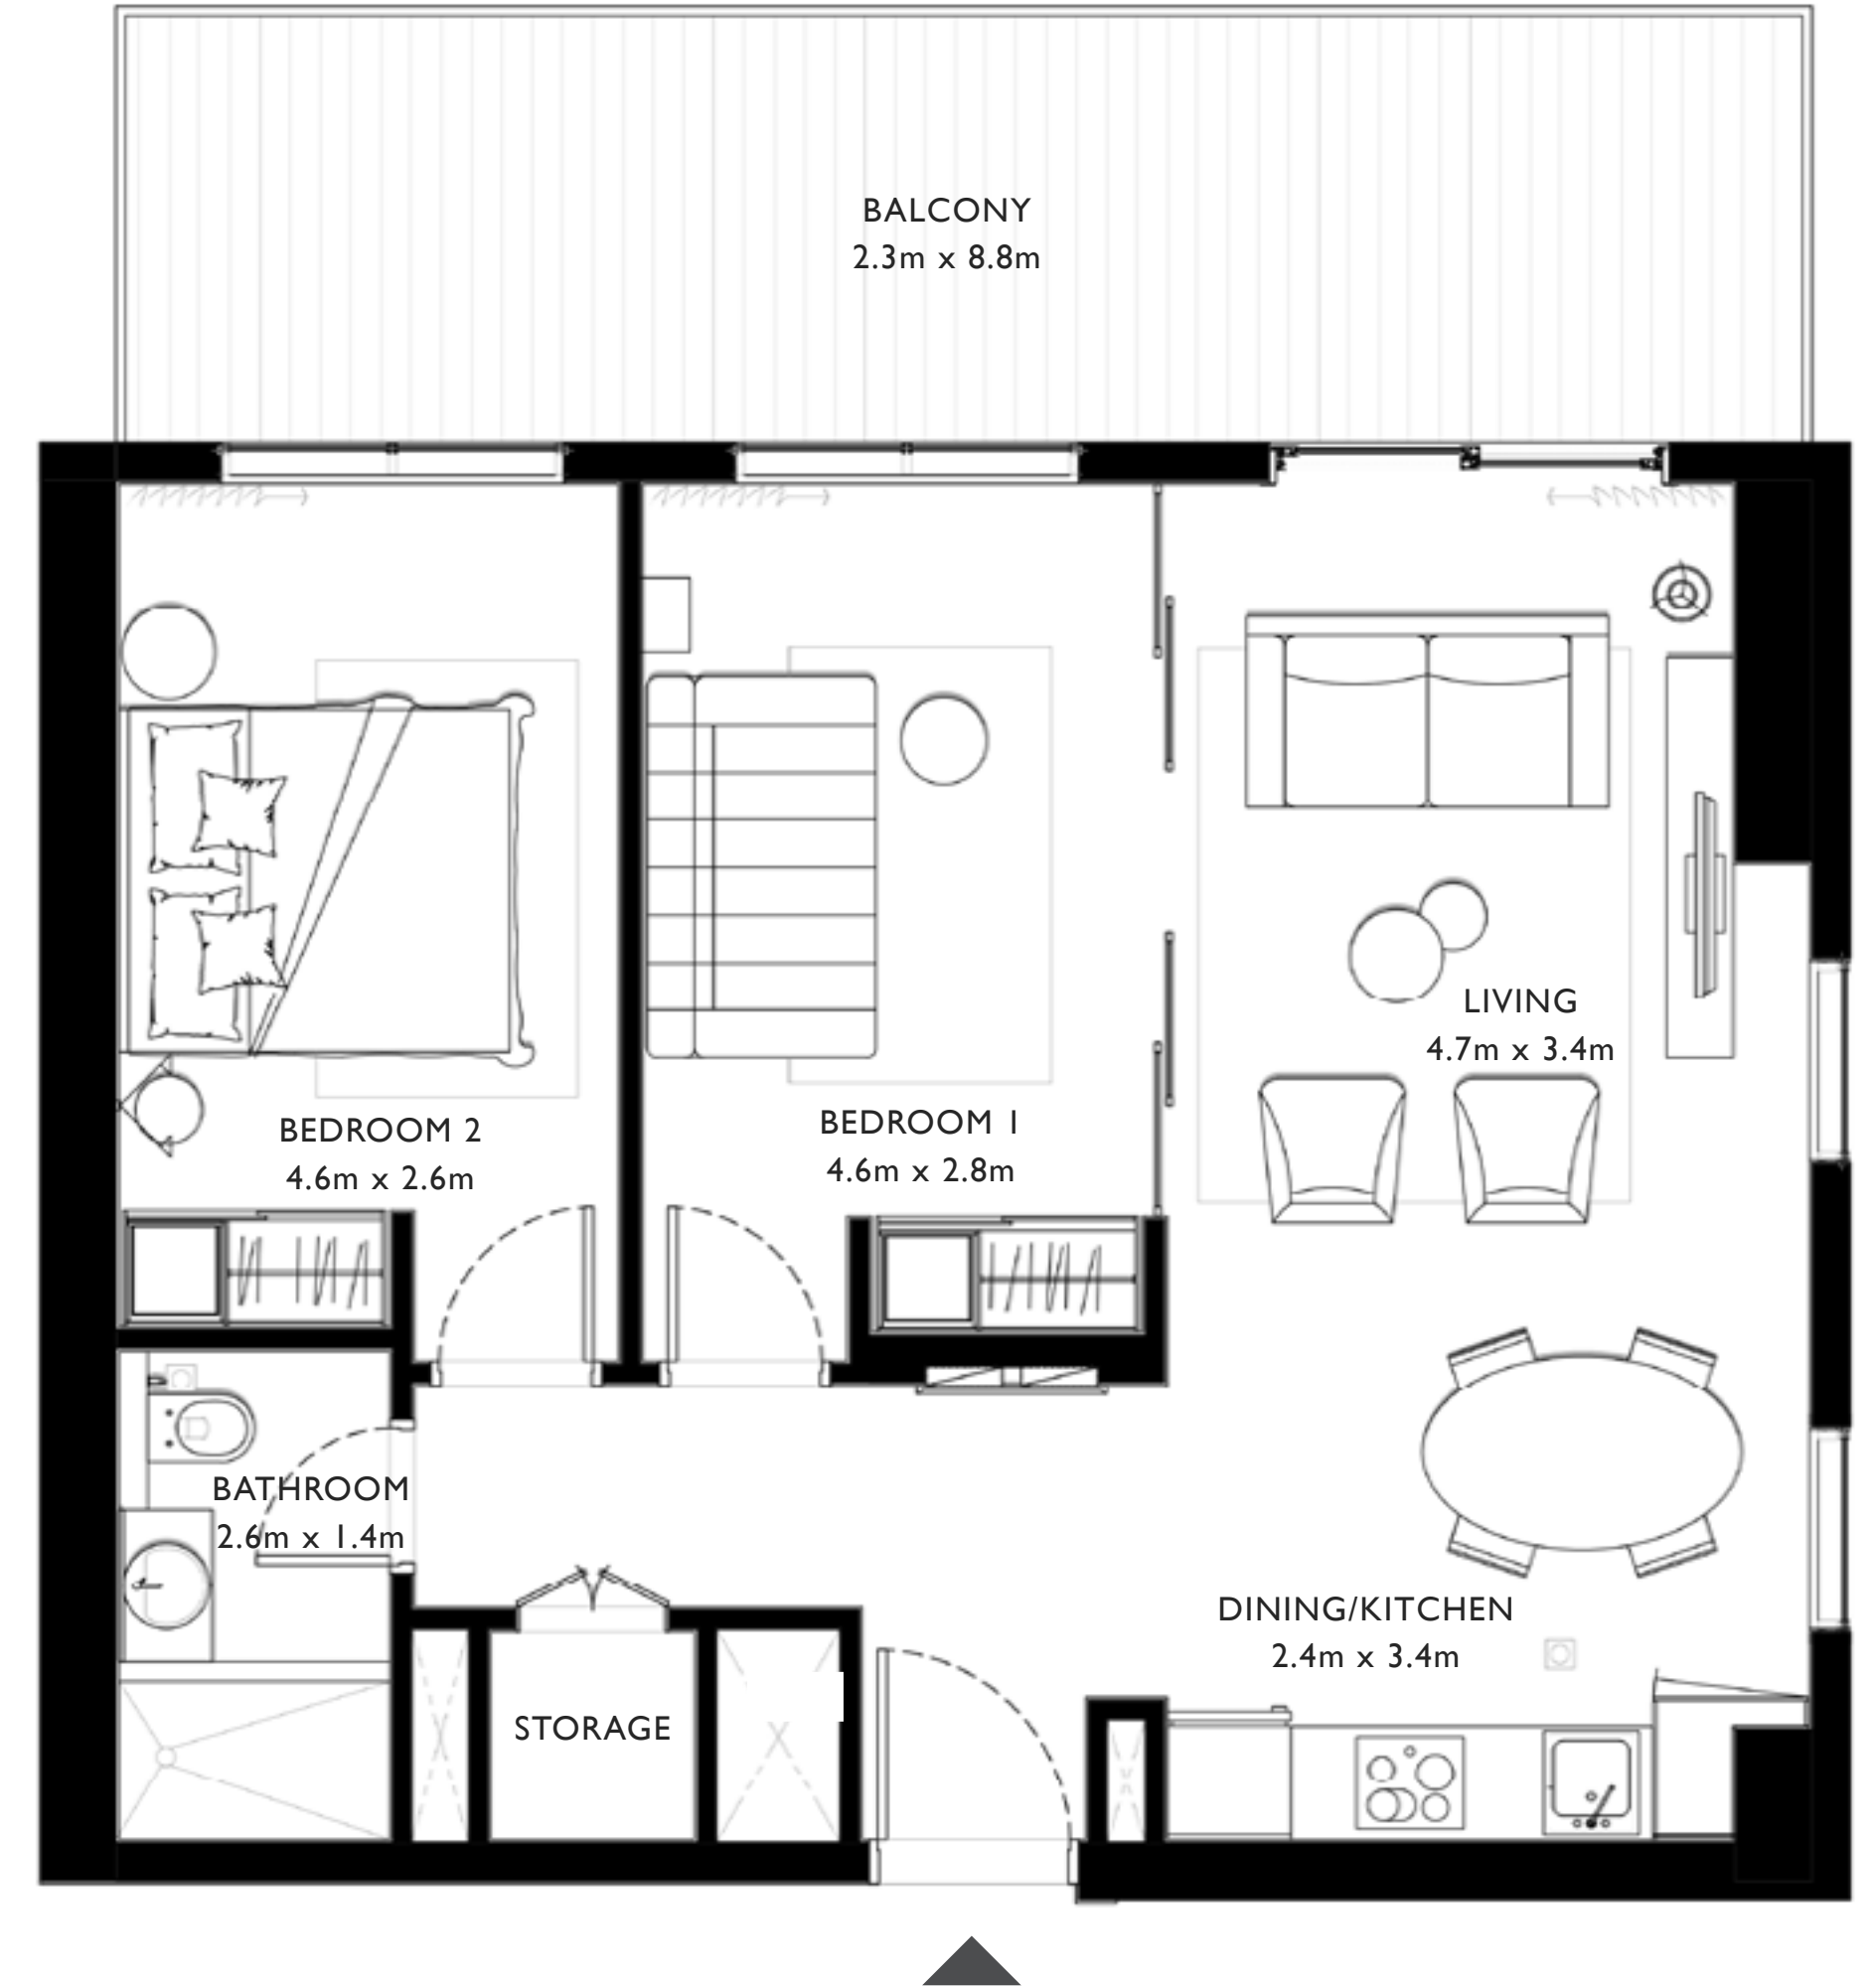 BALCONY
2.3m x 8.8m
LIVING
4.7m x 3.4m
BEDROOM 2
4.6m x 2.6m
BEDROOM 1
4.6m x 2.8m
BATHROOM
2.6m x 1.4m
DINING/KITCHEN
2.4m x 3.4m
STORAGE